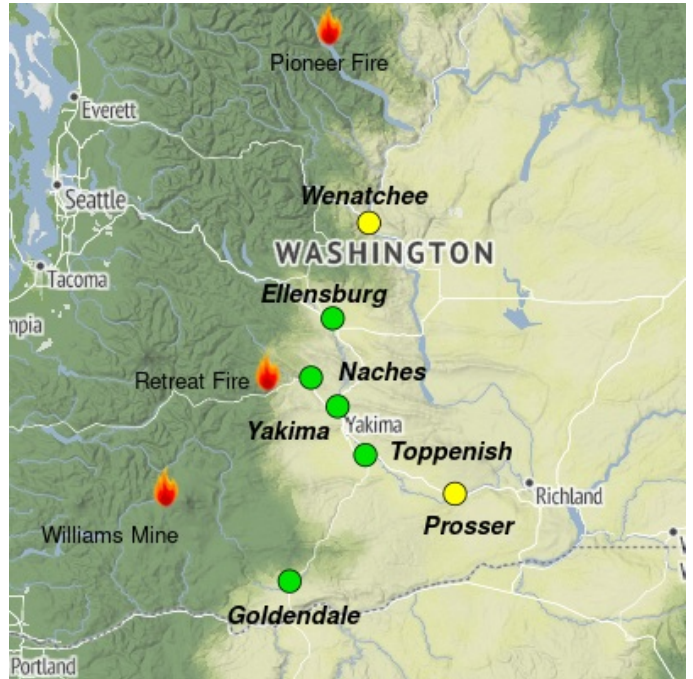 Pioneer Fire
Everett
Wenatchee
Seattle
WASHINGTON
Tacoma
Ellensburg
mpia
Retreat Fire
Naches
Yakima
Yakima
Toppenish
Richland
Prosser
Williams Mine
Goldendale
Portland